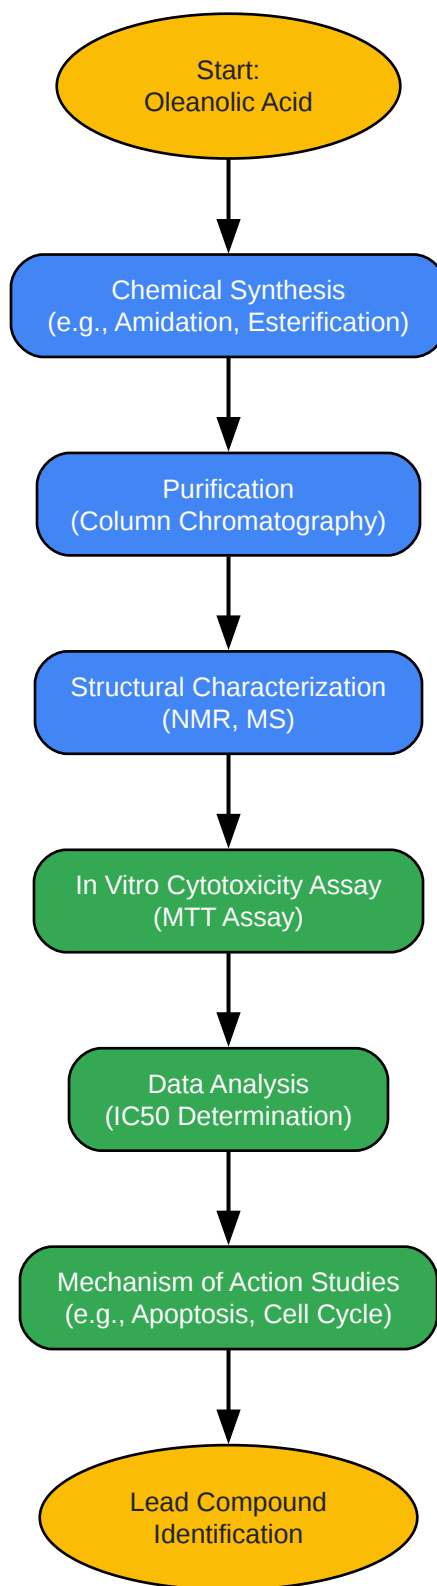 Start:
Oleanolic Acid
Chemical Synthesis
(e.g., Amidation, Esterification)
Purification
(Column Chromatography)
Structural Characterization
(NMR, MS)
In Vitro Cytotoxicity Assay
(MTT Assay)
Data Analysis
(IC50 Determination)
Mechanism of Action Studies
(e.g., Apoptosis, Cell Cycle)
Lead Compound
Identification